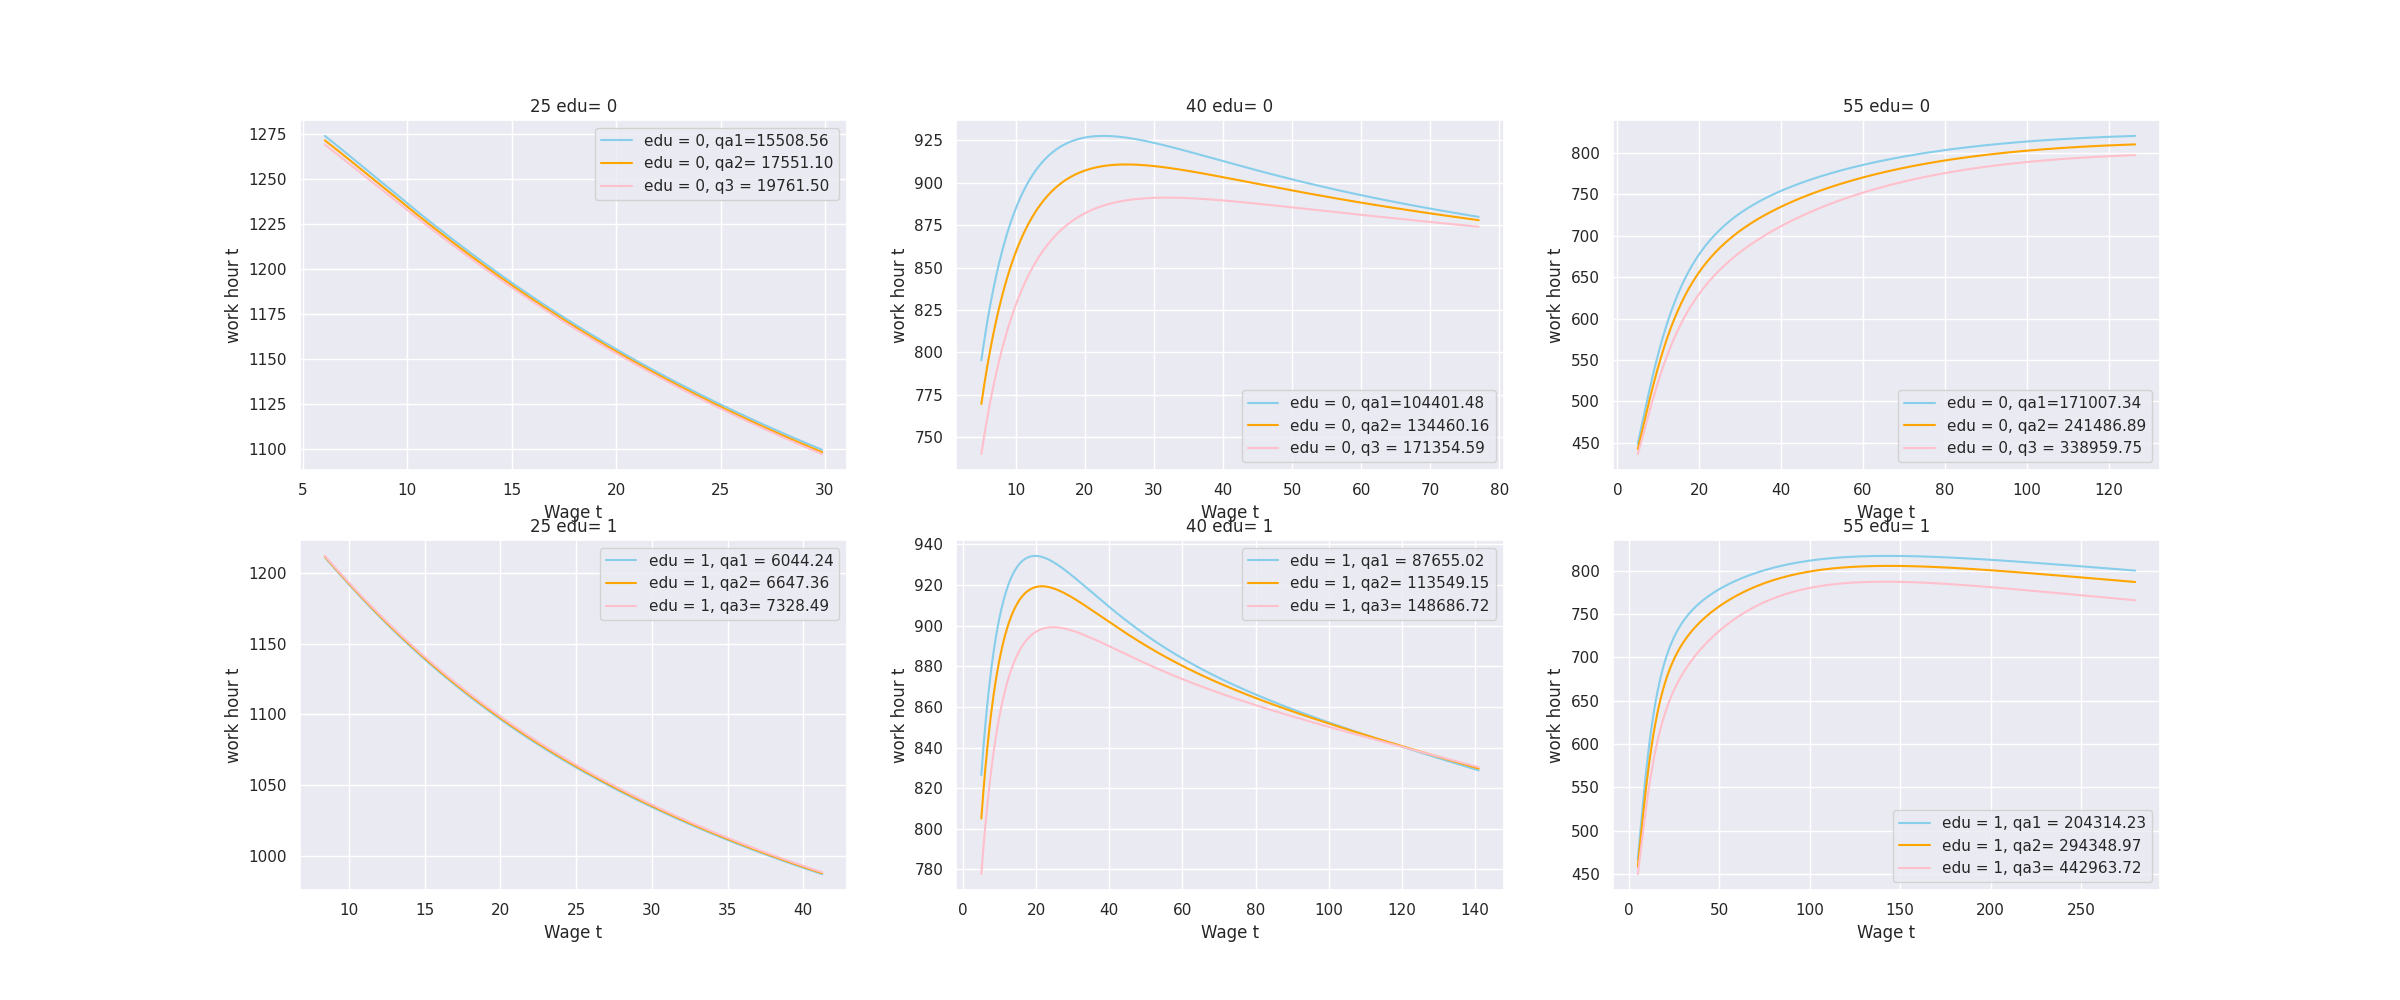 25 edu= 0
1275
1250
1225
1200
1175
1150
1125
1100
work hour t
edu = 0, qa1=15508.56
edu = 0, qa2= 17551.10
edu = 0, q3 = 19761.50
5 10 15 20 25 30
Wage t
40 edu= 0
925
900
875
850
825
800
775
750
work hour t
edu = 0, qa1=104401.48
edu = 0, qa2= 134460.16
edu = 0, q3 = 171354.59
10 20 30 40 50 60 70 80
Wage t
55 edu= 0
800
750
700
650
600
550
500
450
work hour t
edu = 0, qa1=171007.34
edu = 0, qa2= 241486.89
edu = 0, q3 = 338959.75
0 20 40 60 80 100 120
Wage t
25 edu= 1
1200
1150
1100
1050
1000
work hour t
edu = 1, qa1 = 6044.24
edu = 1, qa2= 6647.36
edu = 1, qa3= 7328.49
10 15 20 25 30 35 40
Wage t
40 edu= 1
940
920
900
880
860
840
820
800
780
work hour t
edu = 1, qa1 = 87655.02
edu = 1, qa2= 113549.15
edu = 1, qa3= 148686.72
0 20 40 60 80 100 120 140
Wage t
55 edu= 1
800
750
700
650
600
550
500
450
work hour t
edu = 1, qa1 = 204314.23
edu = 1, qa2= 294348.97
edu = 1, qa3= 442963.72
0 50 100 150 200 250
Wage t